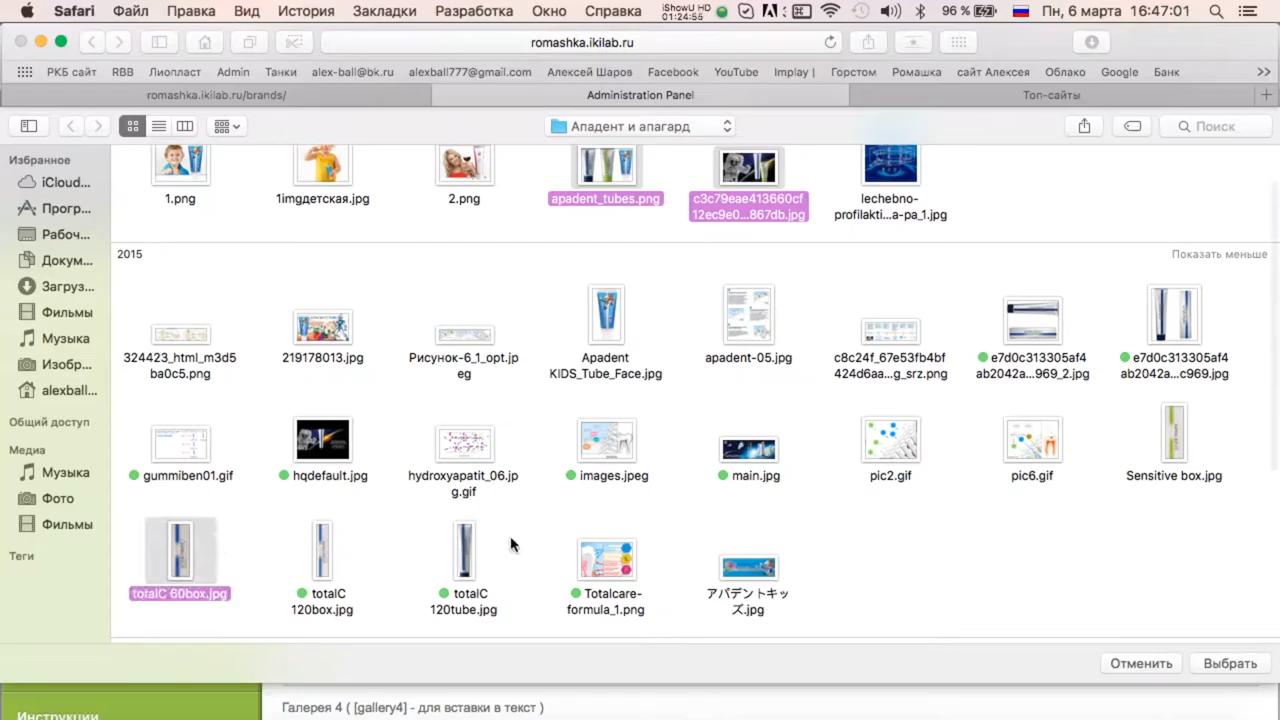 Safari Файл Правка Вид История Закладки Разработка Окно Справка iShowU HD 01:24:55 96 % Пн, 6 марта 16:47:01
romashka.ikilab.ru
РКБ сайт RBB Лиопласт Admin Танки alex-ball@bk.ru alexball777@gmail.com Алексей Шаров Facebook YouTube Implay | Горстом Ромашка сайт Алексея Облако Google Банк >>
romashka.ikilab.ru/brands/ Administration Panel Топ-сайты +
Ападент и апагард Поиск
Избранное
iCloud...
Прогр...
Рабоч...
Докум...
Загруз...
Фильмы
Музыка
Изобр...
alexball...
Общий доступ
Медиа
Музыка
Фото
Фильмы
Теги
1.png 1imgдетская.jpg 2.png apadent_tubes.png c3c79eae413660cf lechebno-
12ec9e0...867db.jpg profilakti...a-pa_1.jpg
2015 Показать меньше
324423_html_m3d5 219178013.jpg Рисунок-6_1_opt.jp Apadent apadent-05.jpg c8c24f_67e53fb4bf e7d0c313305af4 e7d0c313305af4
ba0c5.png eg KIDS_Tube_Face.jpg 424d6aa...g_srz.png ab2042a...969_2.jpg ab2042a...c969.jpg
gummiben01.gif hqdefault.jpg hydroxyapatit_06.jp images.jpeg main.jpg pic2.gif pic6.gif Sensitive box.jpg
g.gif
totalC 60box.jpg totalC totalC Totalcare- アパデントキッ
120box.jpg 120tube.jpg formula_1.png ズ.jpg
Отменить Выбрать
Инструкции
Галерея 4 ( [gallery4] - для вставки в текст )